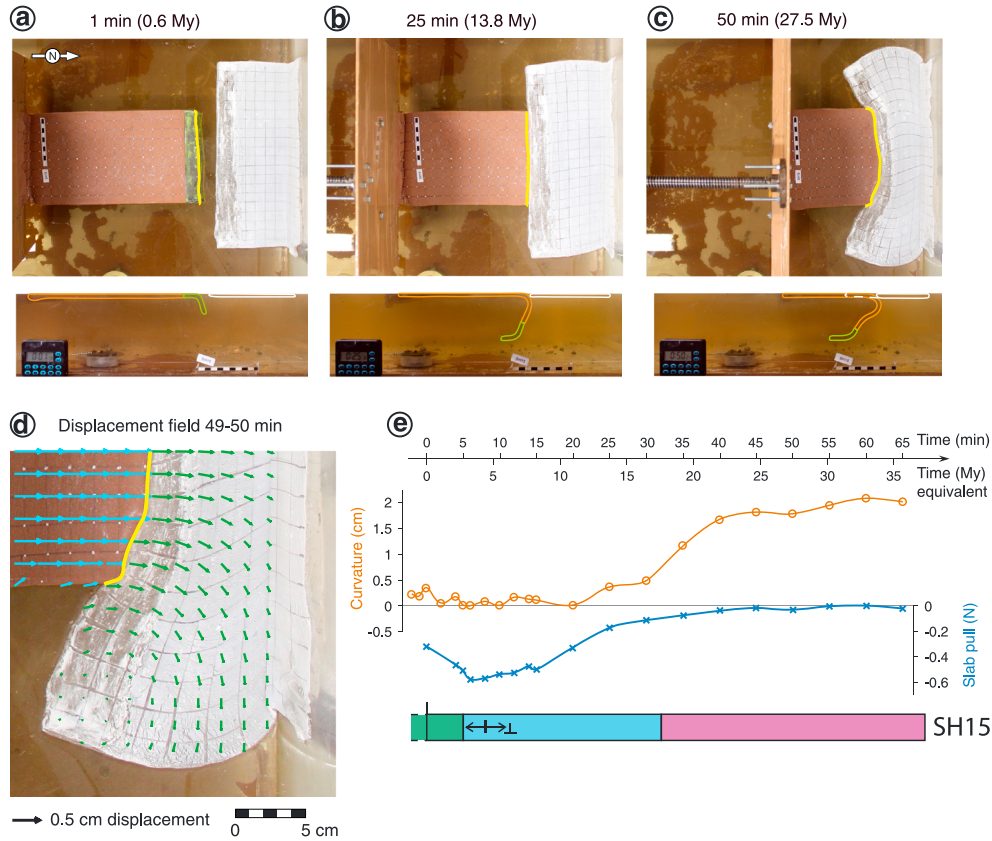 a 1 min (0.6 My)
b 25 min (13.8 My)
c 50 min (27.5 My)
N
d Displacement field 49-50 min
0.5 cm displacement
0 5 cm
e
0 5 5 15 20 25 30 35 40 45 50 55 60 65 Time (min)
0 5 10 15 20 25 30 35 Time (My)
equivalent
Curvature (cm)
2
1
0.5
0
-0.5
Slab pull (N)
0
-0.2
-0.4
-0.6
SH15